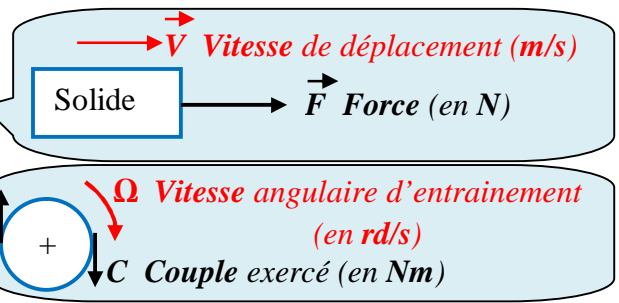 V Vitesse de déplacement (m/s)
Solide
F Force (en N)
Ω Vitesse angulaire d’entrainement
(en rd/s)
+
C Couple exercé (en Nm)